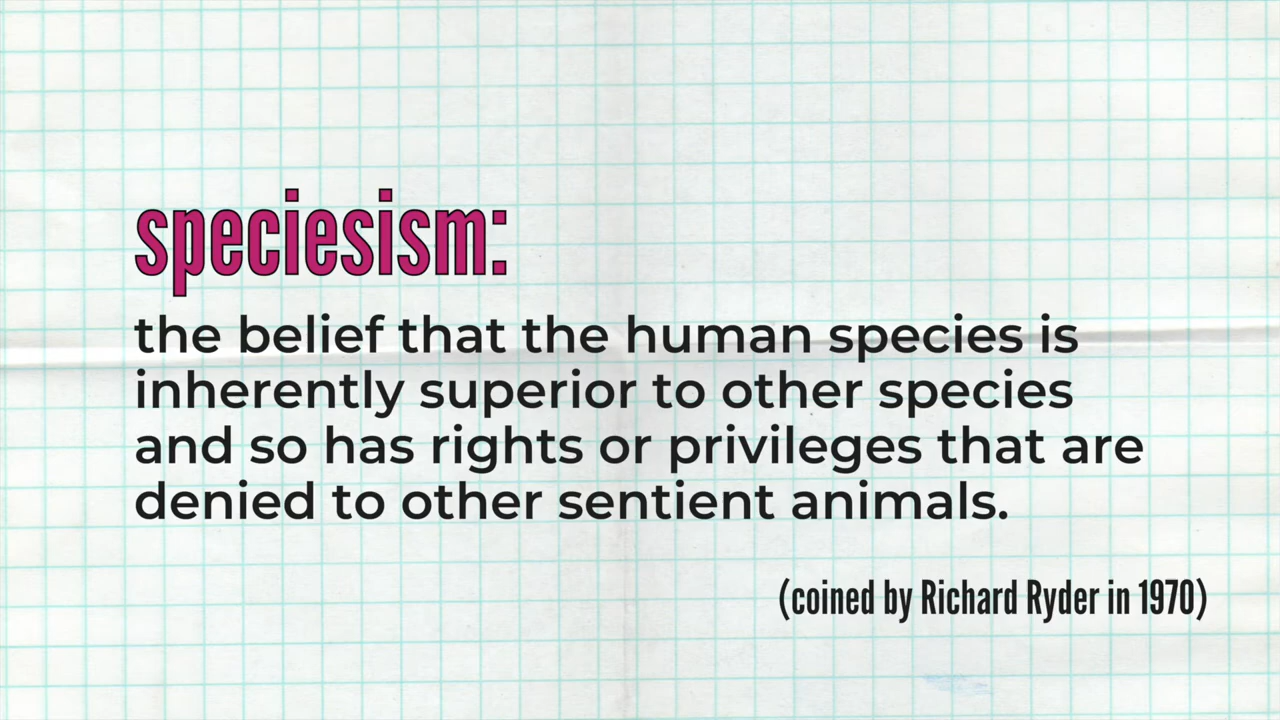 speciesism:
the belief that the human species is
inherently superior to other species
and so has rights or privileges that are
denied to other sentient animals.
(coined by Richard Ryder in 1970)